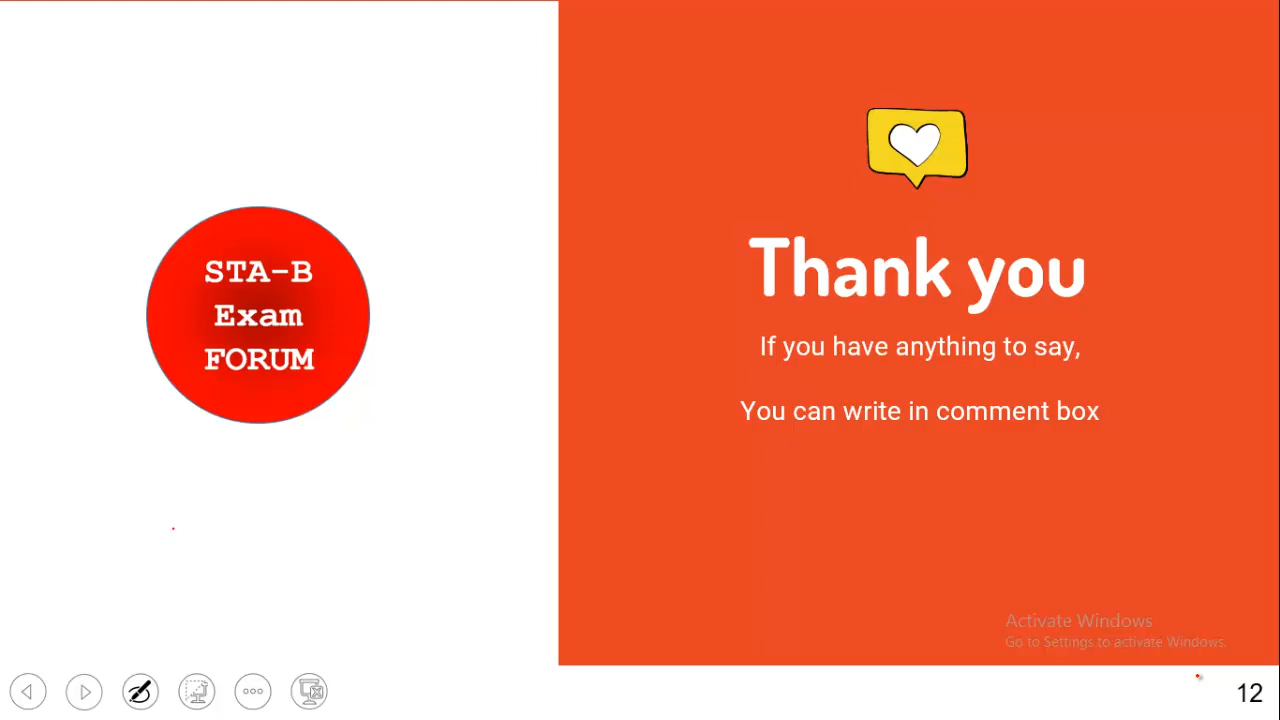 STA-B
Exam
FORUM
Thank you
If you have anything to say,
You can write in comment box
Activate Windows
Go to Settings to activate Windows.
12